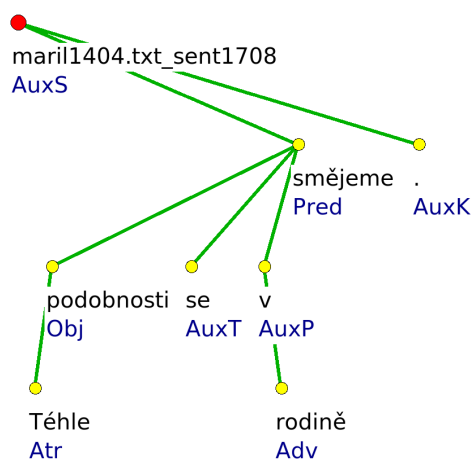 maril1404.txt_sent1708
AuxS
smějeme .
Pred AuxK
podobnosti se v
Obj AuxT AuxP
Téhle rodině
Atr Adv